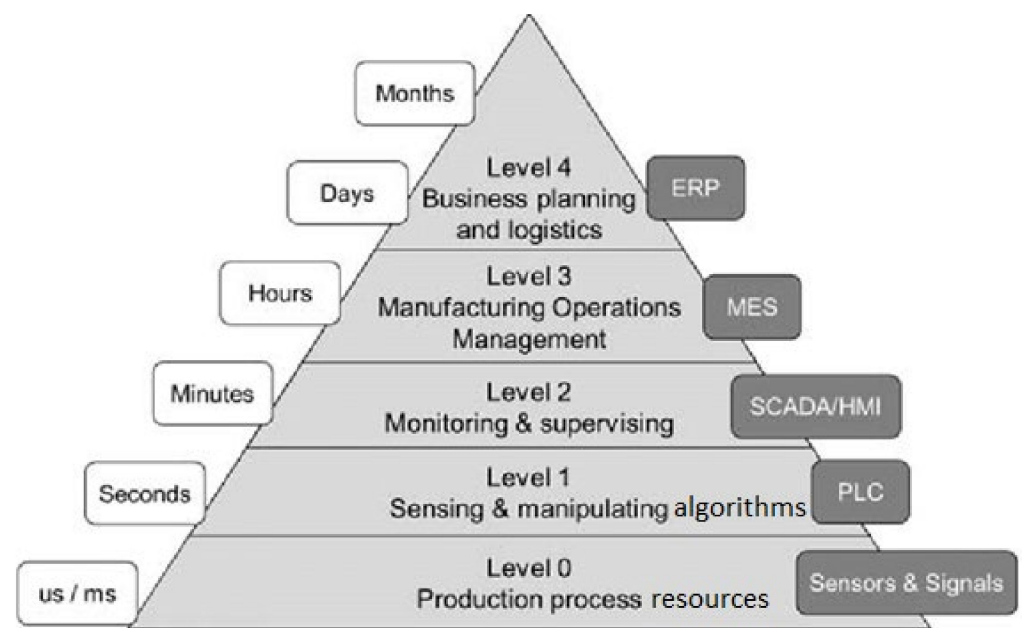 Months
Level 4
Days
Business planning
ERP
and logistics
Level 3
Hours
Manufacturing Operations
MES
Management
Level 2
Minutes
Monitoring & supervising
SCADA/HMI
Level 1
Seconds
Sensing & manipulating algorithms
PLC
Level 0
us / ms
Production process resources
Sensors & Signals